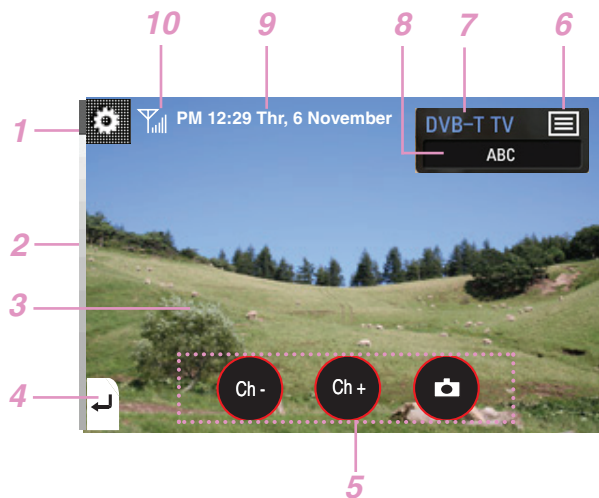 10 9 8 7 6
1
PM 12:29 Thr, 6 November
DVB-T TV
ABC
2
3
4
Ch -
Ch +
5